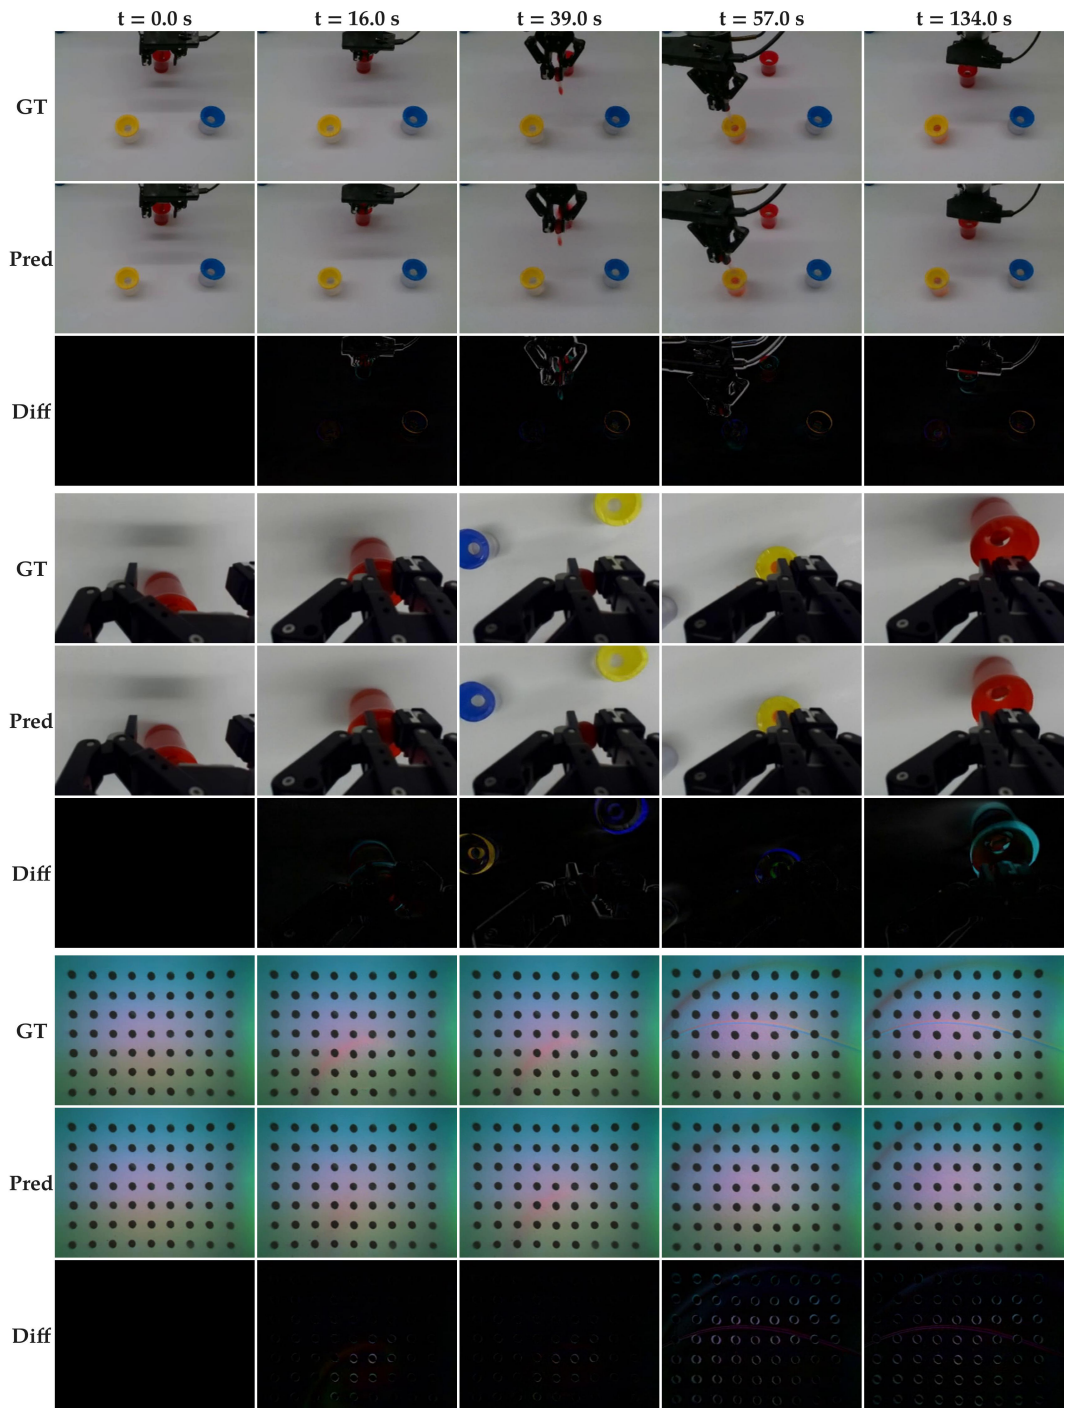 t = 0.0 s t = 16.0 s t = 39.0 s t = 57.0 s t = 134.0 s
GT
Pred
Diff
GT
Pred
Diff
GT
Pred
Diff